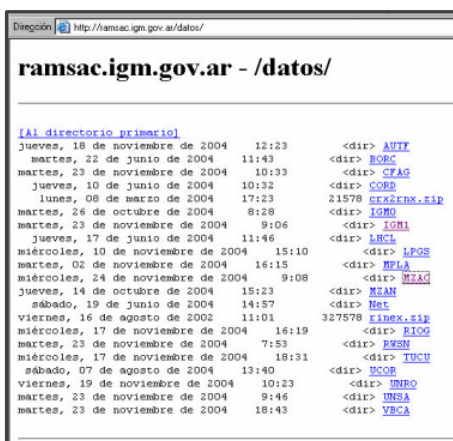 Dirección http://ramsac.igm.gov.ar/datos/
ramsac.igm.gov.ar - /datos/
[Al directorio primario]
jueves, 18 de noviembre de 2004 12:23 <dir> AUTF
martes, 22 de junio de 2004 11:43 <dir> BORC
martes, 23 de noviembre de 2004 10:33 <dir> CFAG
jueves, 10 de junio de 2004 10:32 <dir> CORD
lunes, 08 de marzo de 2004 17:23 21578 crx2rnx.zip
martes, 26 de octubre de 2004 8:28 <dir> IGM0
martes, 23 de noviembre de 2004 9:06 <dir> IGM1
jueves, 17 de junio de 2004 11:46 <dir> LHCL
miércoles, 10 de noviembre de 2004 15:10 <dir> LPGS
martes, 02 de noviembre de 2004 16:15 <dir> MPLA
miércoles, 24 de noviembre de 2004 9:08 <dir> MZAC
jueves, 14 de octubre de 2004 15:23 <dir> MZAN
sábado, 19 de junio de 2004 14:57 <dir> Net
viernes, 16 de agosto de 2002 11:01 327578 rinex.zip
miércoles, 17 de noviembre de 2004 16:19 <dir> RIOG
martes, 23 de noviembre de 2004 7:53 <dir> RWSN
miércoles, 17 de noviembre de 2004 18:31 <dir> TUCU
sábado, 07 de agosto de 2004 13:40 <dir> UCOR
viernes, 19 de noviembre de 2004 10:23 <dir> UNRO
martes, 23 de noviembre de 2004 9:46 <dir> UNSA
martes, 23 de noviembre de 2004 18:43 <dir> VBCA